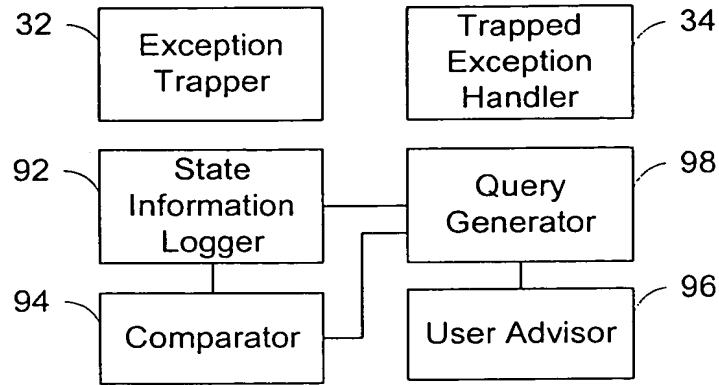 32
Exception
Trapper
Trapped
Exception
Handler
34
92
State
Information
Logger
Query
Generator
98
94
Comparator
User Advisor
96